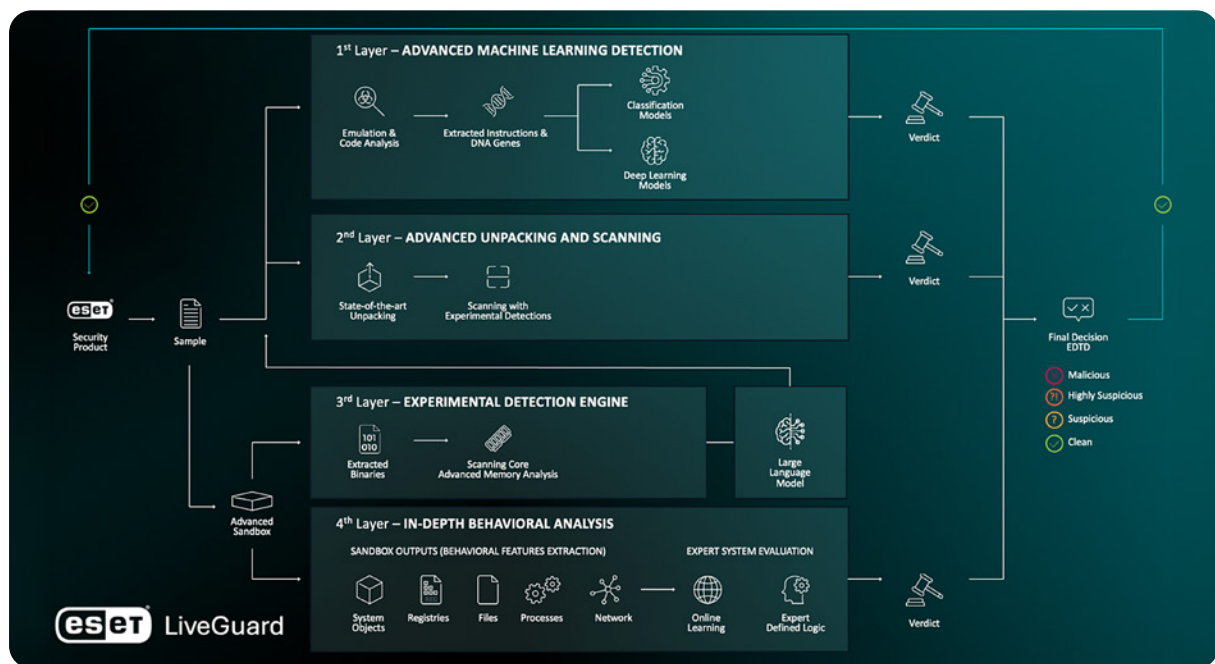 1st Layer – ADVANCED MACHINE LEARNING DETECTION
Emulation &
Code Analysis
Extracted Instructions &
DNA Genes
Classification
Models
Deep Learning
Models
Verdict
2nd Layer – ADVANCED UNPACKING AND SCANNING
State-of-the-art
Unpacking
Scanning with
Experimental Detections
Verdict
eset®
Security
Product
Sample
Final Decision
EDTD
Malicious
?! Highly Suspicious
? Suspicious
Clean
3rd Layer – EXPERIMENTAL DETECTION ENGINE
101
010
Extracted
Binaries
Scanning Core
Advanced Memory Analysis
Large
Language
Model
Advanced
Sandbox
4th Layer – IN-DEPTH BEHAVIORAL ANALYSIS
SANDBOX OUTPUTS (BEHAVIORAL FEATURES EXTRACTION)
EXPERT SYSTEM EVALUATION
System
Objects
Registries
Files
Processes
Network
Online
Learning
Expert
Defined Logic
Verdict
eset® LiveGuard